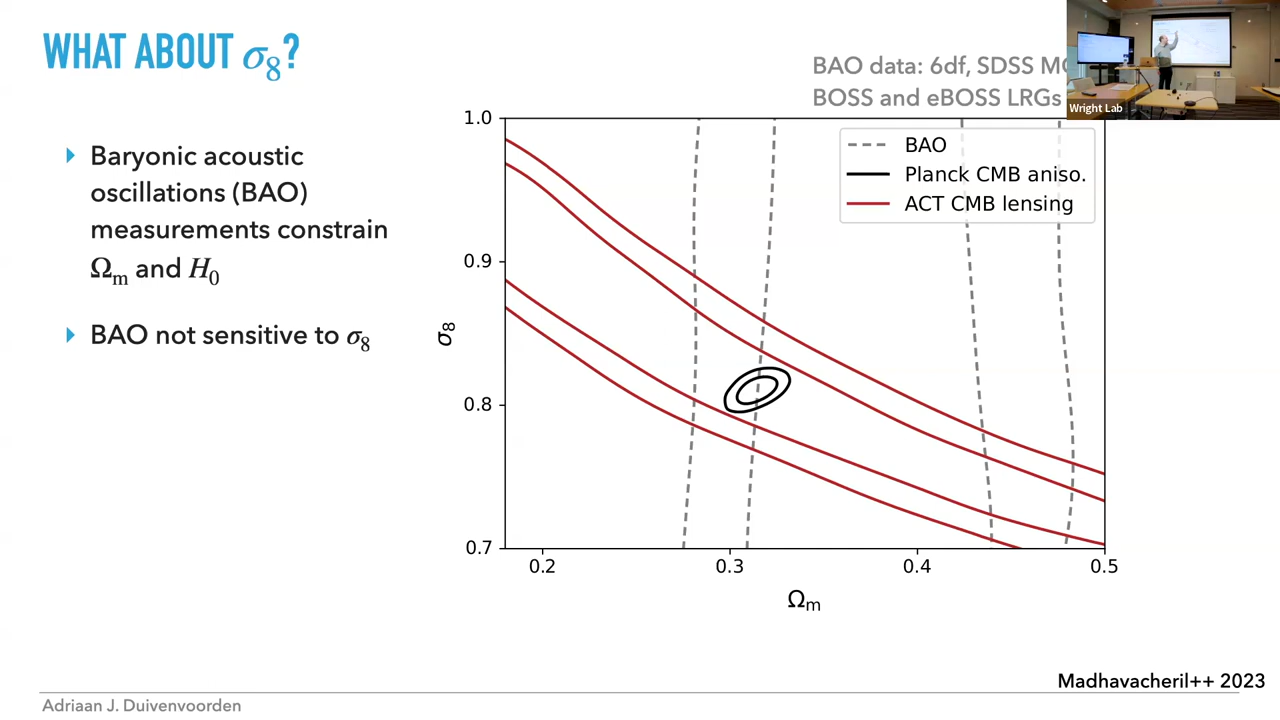 WHAT ABOUT σ8?
BAO data: 6df, SDSS
BOSS and eBOSS LRGs
Wright Lab
Baryonic acoustic
oscillations (BAO)
measurements constrain
Ωm and H0
BAO not sensitive to σ8
BAO
Planck CMB aniso.
ACT CMB lensing
1.0
0.9
0.8
0.7
σ8
0.2 0.3 0.4 0.5
Ωm
Madhavacheril++ 2023
Adriaan J. Duivenvoorden